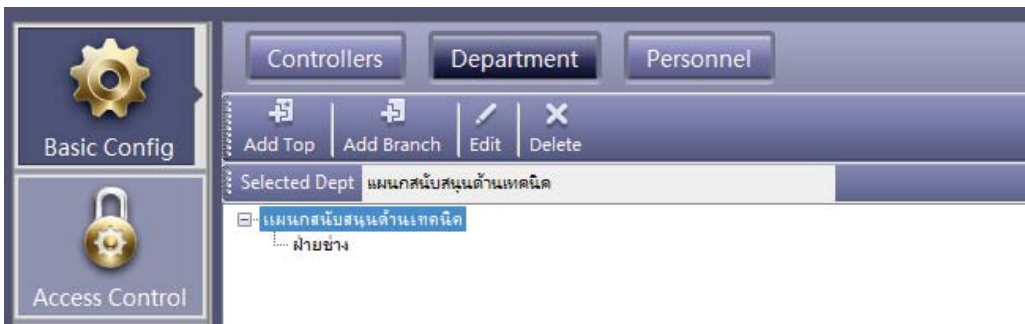 Basic Config
Access Control
Controllers Department Personnel
Add Top Add Branch Edit Delete
Selected Dept แผนกสนับสนุนด้านเทคนิค
แผนกสนับสนุนด้านเทคนิค
ฝ่ายช่าง